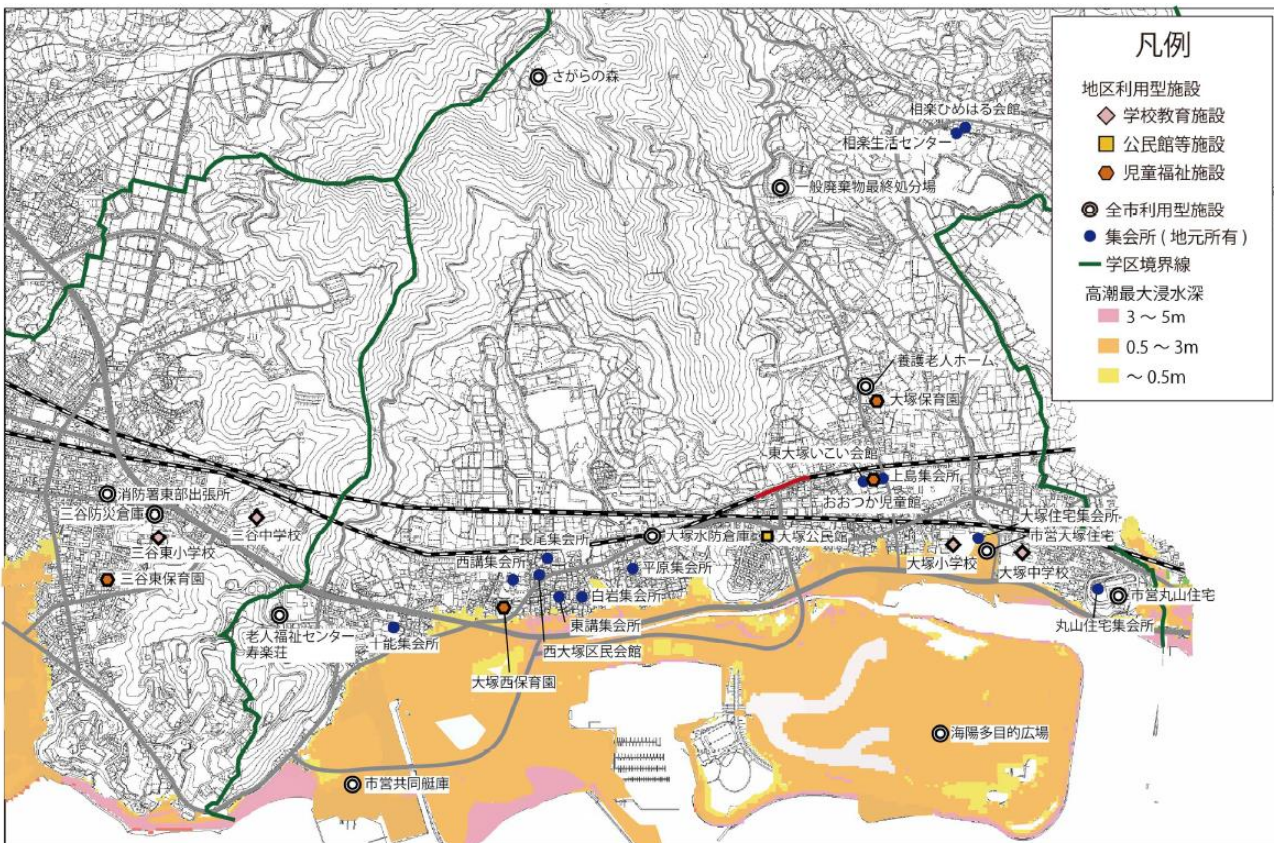 凡例
地区利用型施設
学校教育施設
公民館等施設
児童福祉施設
全市利用型施設
集会所(地元所有)
学区境界線
高潮最大浸水深
3～5m
0.5～3m
～0.5m
さがらの森
相楽ひめはる会館
相楽生活センター
一般廃棄物最終処分場
養護老人ホーム
大塚保育園
東大塚いこい会館
上島集会所
おおつか児童館
消防署東部出張所
三谷防災倉庫
三谷東小学校
三谷中学校
三谷東保育園
老人福祉センター
寿楽荘
十能集会所
長尾集会所
西講集会所
大塚水防倉庫
大塚公民館
平原集会所
白岩集会所
東講集会所
西大塚区民会館
大塚西保育園
大塚住宅集会所
市営大塚住宅
大塚小学校
大塚中学校
市営丸山住宅
丸山住宅集会所
海陽多目的広場
市営共同艇庫